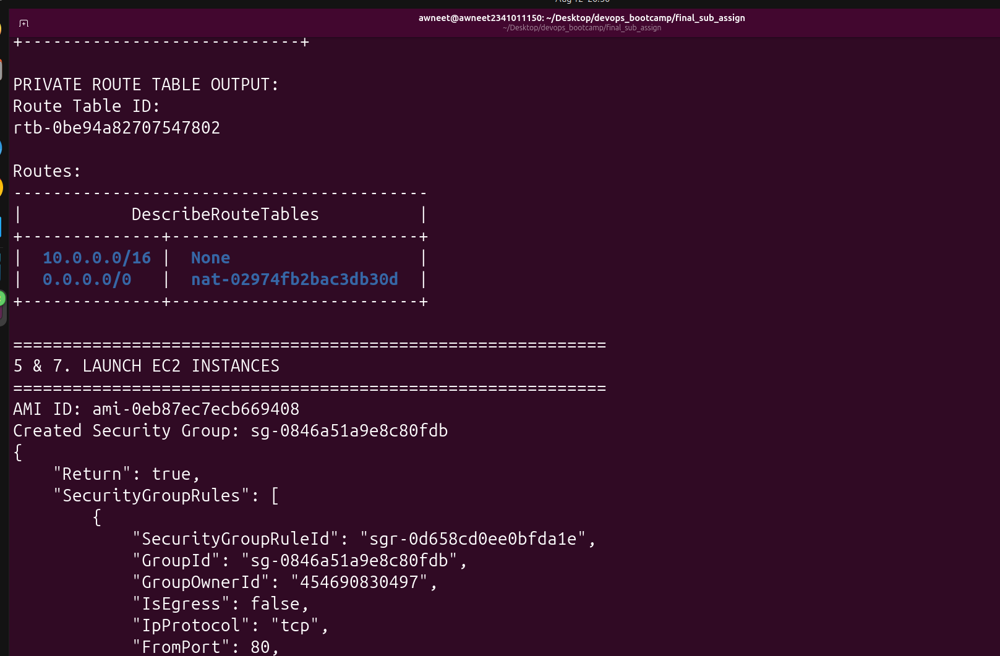 awneet@awneet2341011150: ~/Desktop/devops_bootcamp/final_sub_assign
~/Desktop/devops_bootcamp/final_sub_assign
+----------------------------+

PRIVATE ROUTE TABLE OUTPUT:
Route Table ID:
rtb-0be94a82707547802

Routes:
------------------------------------------
|           DescribeRouteTables          |
+--------------+-------------------------+
|  10.0.0.0/16 |  None                   |
|  0.0.0.0/0   |  nat-02974fb2bac3db30d  |
+--------------+-------------------------+

============================================================
5 & 7. LAUNCH EC2 INSTANCES
============================================================
AMI ID: ami-0eb87ec7ecb669408
Created Security Group: sg-0846a51a9e8c80fdb
{
    "Return": true,
    "SecurityGroupRules": [
        {
            "SecurityGroupRuleId": "sgr-0d658cd0ee0bfda1e",
            "GroupId": "sg-0846a51a9e8c80fdb",
            "GroupOwnerId": "454690830497",
            "IsEgress": false,
            "IpProtocol": "tcp",
            "FromPort": 80,